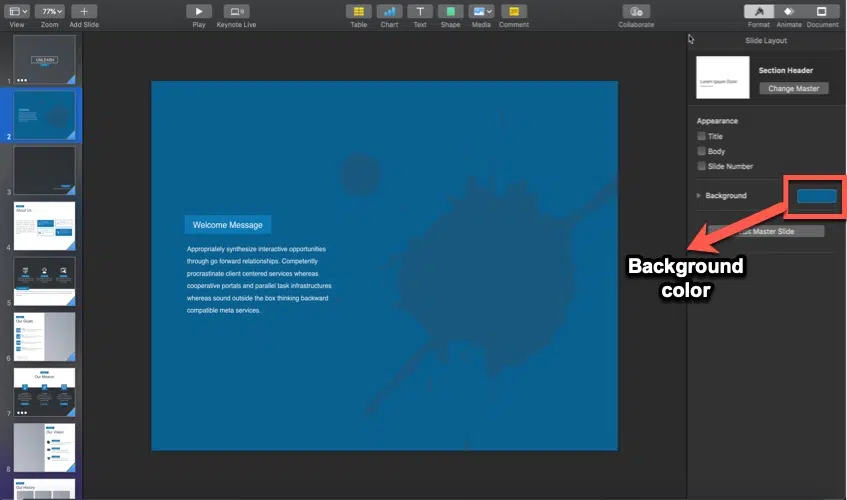 77%
View
Zoom
Add Slide
Play
Keynote Live
Table
Chart
Text
Shape
Media
Comment
Collaborate
Format
Animate
Document
1
UNLEASH
2
3
4
About Us
5
6
Our Goals
7
Our Mission
8
Our Vision
Our History
Welcome Message
Appropriately synthesize interactive opportunities
through go forward relationships. Competently
procrastinate client centered services whereas
cooperative portals and parallel task infrastructures
whereas sound outside the box thinking backward
compatible meta services.
Slide Layout
Lorem Ipsum Dolor
Section Header
Change Master
Appearance
Title
Body
Slide Number
Background
Master Slide
Background
color